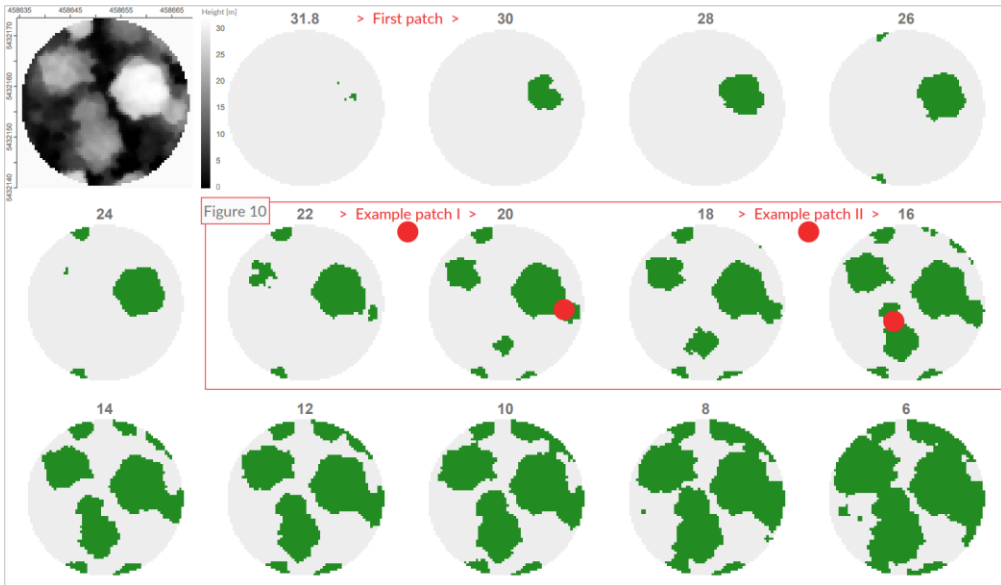 458635 458645 458655 458665
Height [m]
5432170
5432160
5432150
5432140
30
25
20
15
10
5
0
31.8 > First patch > 30 28 26
Figure 10
24 22 > Example patch I > 20 18 > Example patch II > 16
14 12 10 8 6